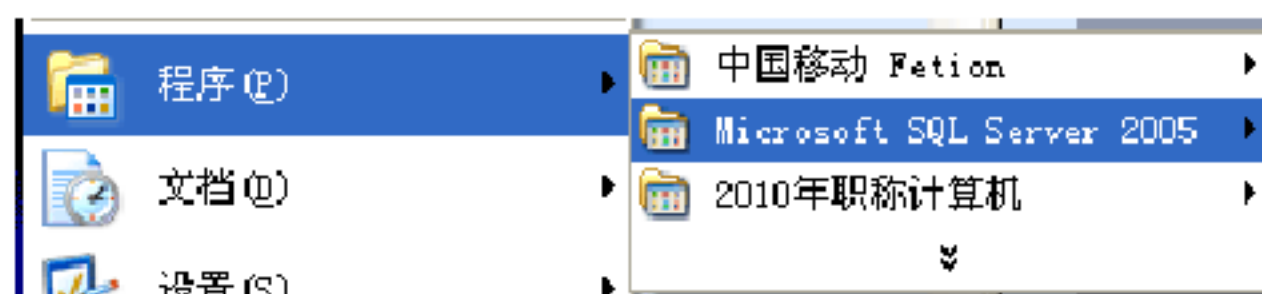 程序(P)
文档(D)
设置(S)
中国移动 Fetion
Microsoft SQL Server 2005
2010年职称计算机